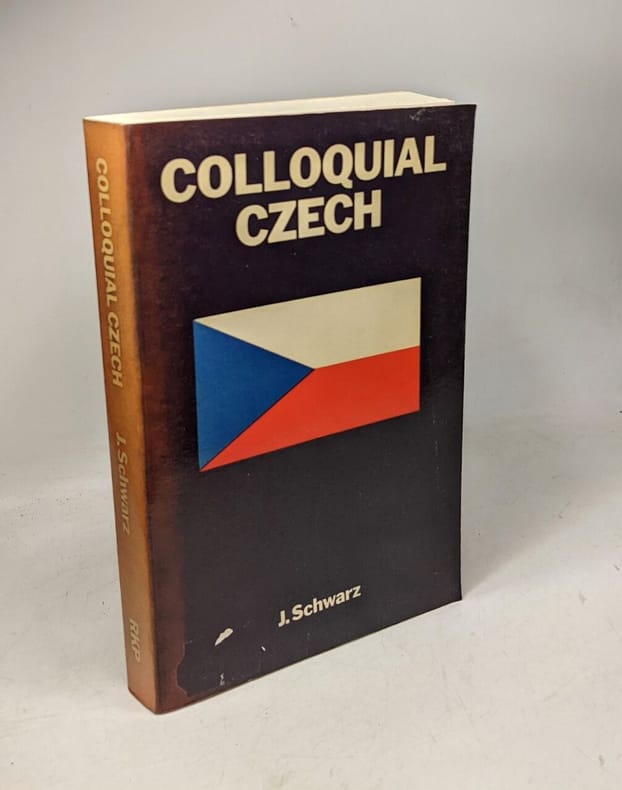 COLLOQUIAL
CZECH
J. Schwarz
COLLOQUIAL CZECH
J. Schwarz
RKP